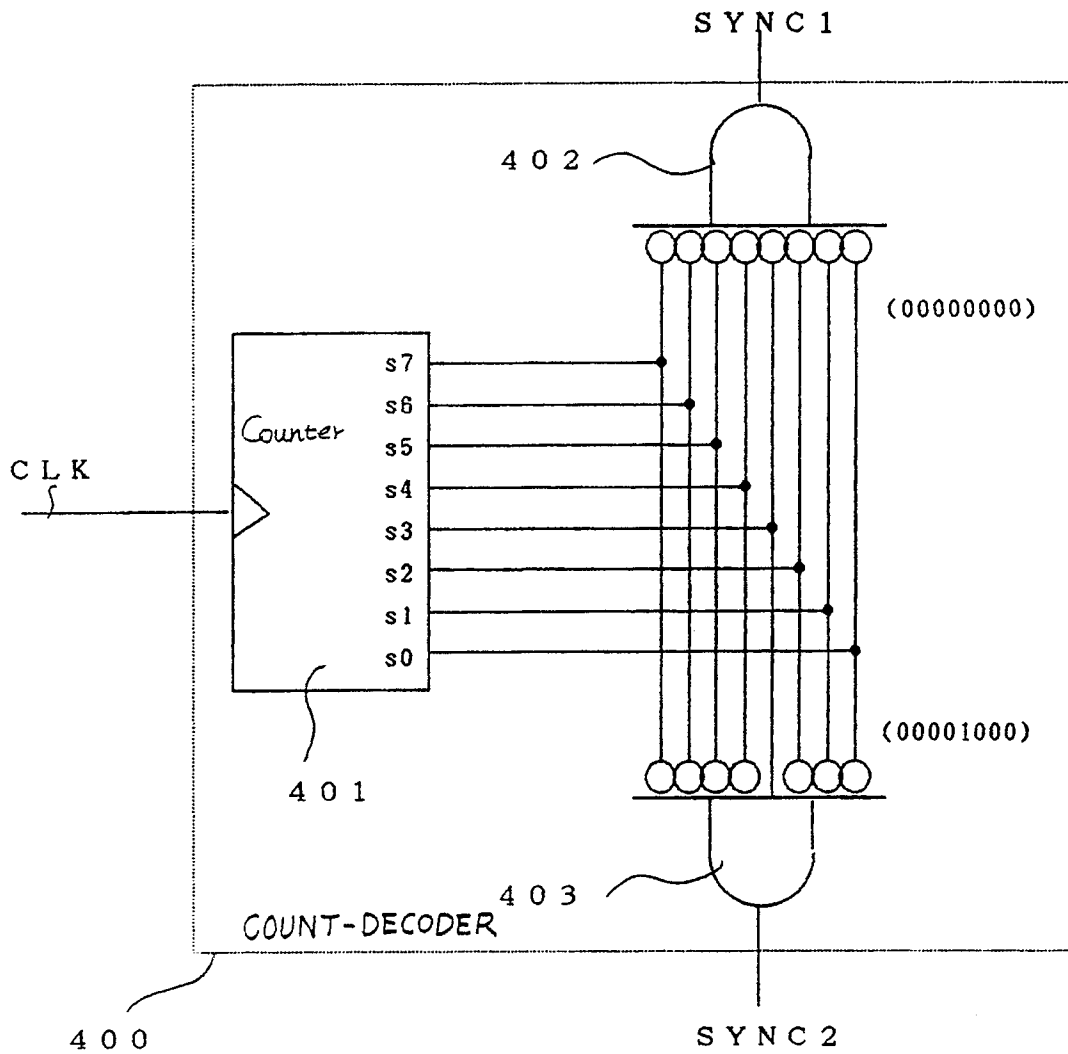 SYNC1
402
(00000000)
s7
s6
Counter
s5
CLK
s4
s3
s2
s1
s0
(00001000)
401
403
COUNT-DECODER
400
SYNC2